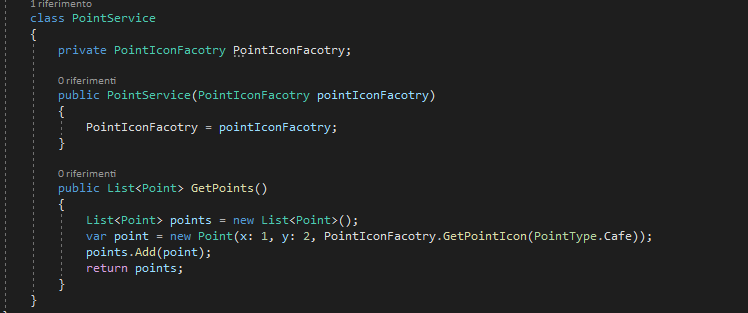 1 riferimento
class PointService
{
private PointIconFacotry PointIconFacotry;
0 riferimenti
public PointService(PointIconFacotry pointIconFacotry)
{
PointIconFacotry = pointIconFacotry;
}
0 riferimenti
public List<Point> GetPoints()
{
List<Point> points = new List<Point>();
var point = new Point(x: 1, y: 2, PointIconFacotry.GetPointIcon(PointType.Cafe));
points.Add(point);
return points;
}
}